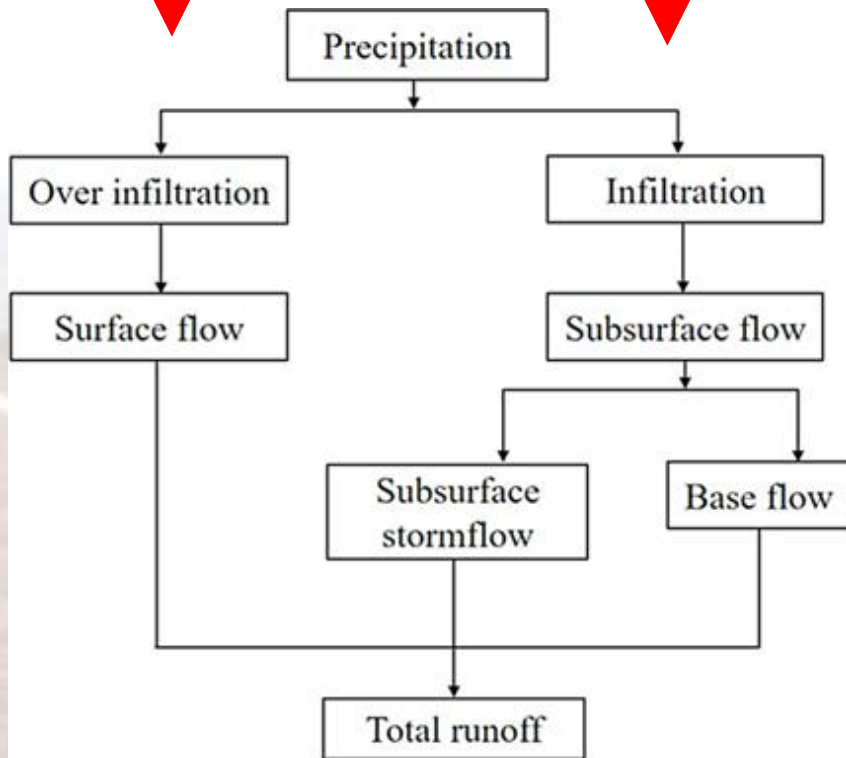 Precipitation
Over infiltration
Infiltration
Surface flow
Subsurface flow
Subsurface
stormflow
Base flow
Total runoff